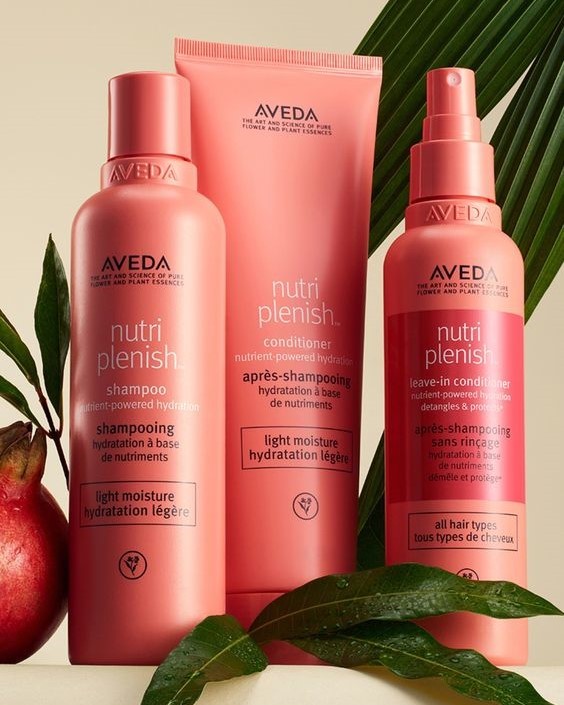 AVEDA
AVEDA
THE ART AND SCIENCE OF PURE
FLOWER AND PLANT ESSENCES
nutri
plenish™
shampoo
nutrient-powered hydration
shampooing
hydratation à base
de nutriments
light moisture
hydratation légère
AVEDA
THE ART AND SCIENCE OF PURE
FLOWER AND PLANT ESSENCES
nutri
plenish™
conditioner
nutrient-powered hydration
après-shampooing
hydratation à base
de nutriments
light moisture
hydratation légère
AVEDA
AVEDA
THE ART AND SCIENCE OF PURE
FLOWER AND PLANT ESSENCES
nutri
plenish™
leave-in conditioner
nutrient-powered hydration
detangles & protects*
après-shampooing
sans rinçage
hydratation à base
de nutriments
démêle et protège*
all hair types
tous types de cheveux